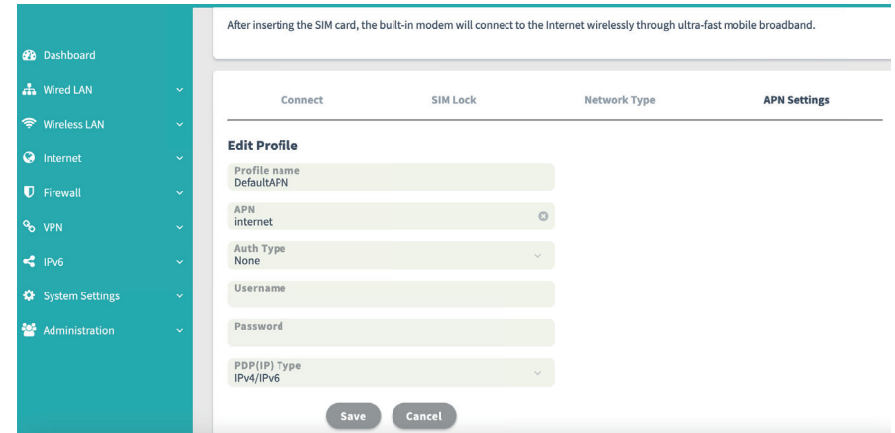 After inserting the SIM card, the built-in modem will connect to the Internet wirelessly through ultra-fast mobile broadband.
Dashboard
Wired LAN
Wireless LAN
Internet
Firewall
VPN
IPv6
System Settings
Administration
Connect SIM Lock Network Type APN Settings
Edit Profile
Profile name
DefaultAPN
APN
internet
Auth Type
None
Username
Password
PDP(IP) Type
IPv4/IPv6
Save Cancel